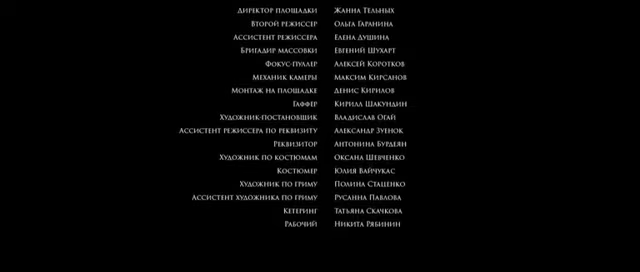 Директор площадки Жанна Тельных
Второй режиссер Ольга Гаранина
Ассистент режиссера Елена Душина
Бригадир массовки Евгений Шухарт
Фокус-пуллер Алексей Коротков
Механик камеры Максим Кирсанов
Монтаж на площадке Денис Кирилов
Гаффер Кирилл Шакундин
Художник-постановщик Владислав Огай
Ассистент режиссера по реквизиту Александр Зуенок
Реквизитор Антонина Бурдеян
Художник по костюмам Оксана Шевченко
Костюмер Юлия Вайчукас
Художник по гриму Полина Стаценко
Ассистент художника по гриму Русанна Павлова
Кетеринг Татьяна Скачкова
Рабочий Никита Рябинин